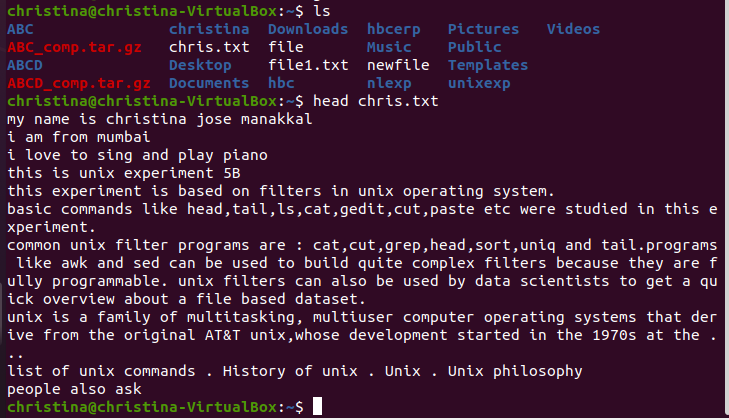 christina@christina-VirtualBox:~$ ls
ABC christina Downloads hbcerp Pictures Videos
ABC_comp.tar.gz chris.txt file Music Public
ABCD Desktop file1.txt newfile Templates
ABCD_comp.tar.gz Documents hbc nlexp unixexp
christina@christina-VirtualBox:~$ head chris.txt
my name is christina jose manakkal
i am from mumbai
i love to sing and play piano
this is unix experiment 5B
this experiment is based on filters in unix operating system.
basic commands like head,tail,ls,cat,gedit,cut,paste etc were studied in this e
xperiment.
common unix filter programs are : cat,cut,grep,head,sort,uniq and tail.programs
like awk and sed can be used to build quite complex filters because they are f
ully programmable. unix filters can also be used by data scientists to get a qu
ick overview about a file based dataset.
unix is a family of multitasking, multiuser computer operating systems that der
ive from the original AT&T unix,whose development started in the 1970s at the .
..
list of unix commands . History of unix . Unix . Unix philosophy
people also ask
christina@christina-VirtualBox:~$